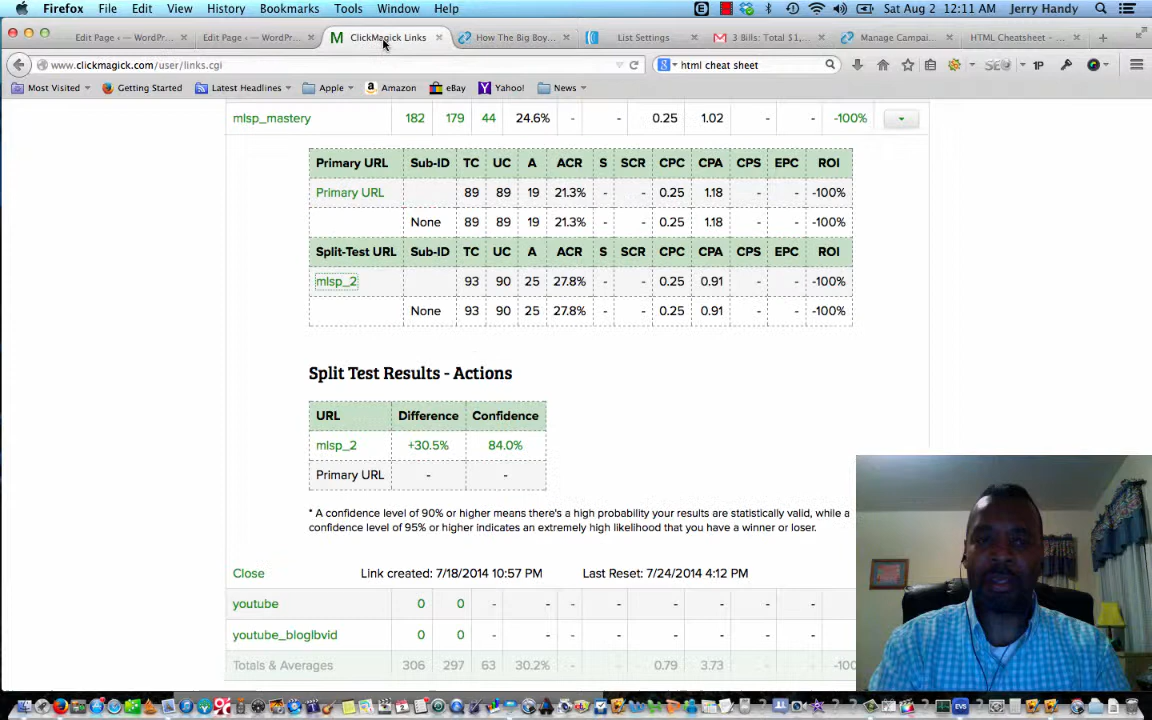 Firefox File Edit View History Bookmarks Tools Window Help Sat Aug 2 12:11 AM Jerry Handy
Edit Page ‹ — WordPr... × Edit Page ‹ — WordPr... × M ClickMagick Links × How The Big Boy... × List Settings × 3 Bills: Total $1,... × Manage Campai... × HTML Cheatsheet - ... × +
www.clickmagick.com/user/links.cgi html cheat sheet
Most Visited Getting Started Latest Headlines Apple Amazon eBay Yahoo! News
mlsp_mastery 182 179 44 24.6% - - 0.25 1.02 - - -100%
Primary URL Sub-ID TC UC A ACR S SCR CPC CPA CPS EPC ROI
Primary URL 89 89 19 21.3% - - 0.25 1.18 - - -100%
None 89 89 19 21.3% - - 0.25 1.18 - - -100%
Split-Test URL Sub-ID TC UC A ACR S SCR CPC CPA CPS EPC ROI
mlsp_2 93 90 25 27.8% - - 0.25 0.91 - - -100%
None 93 90 25 27.8% - - 0.25 0.91 - - -100%
Split Test Results - Actions
URL Difference Confidence
mlsp_2 +30.5% 84.0%
Primary URL - -
* A confidence level of 90% or higher means there's a high probability your results are statistically valid, while a
confidence level of 95% or higher indicates an extremely high likelihood that you have a winner or loser.
Close Link created: 7/18/2014 10:57 PM Last Reset: 7/24/2014 4:12 PM
youtube 0 0 - - - - - - - -
youtube_bloglbvid 0 0 - - - - - - - -
Totals & Averages 306 297 63 30.2% - - 0.79 3.73 - - -100